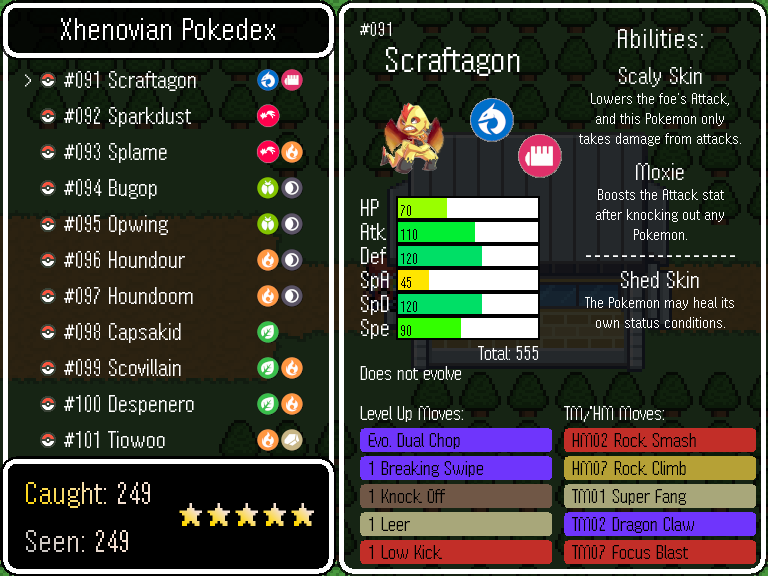 Xhenovian Pokedex
> #091 Scraftagon
#092 Sparkdust
#093 Splame
#094 Bugop
#095 Opwing
#096 Houndour
#097 Houndoom
#098 Capsakid
#099 Scovillain
#100 Despenero
#101 Tiowoo
Caught: 249
Seen: 249
#091
Scraftagon
HP 70
Atk 110
Def 120
SpA 45
SpD 120
Spe 90
Total: 555
Does not evolve
Abilities:
Scaly Skin
Lowers the foe's Attack,
and this Pokemon only
takes damage from attacks.
Moxie
Boosts the Attack stat
after knocking out any
Pokemon.
Shed Skin
The Pokemon may heal its
own status conditions.
Level Up Moves:
Evo. Dual Chop
1 Breaking Swipe
1 Knock Off
1 Leer
1 Low Kick
TM/HM Moves:
HM02 Rock Smash
HM07 Rock Climb
TM01 Super Fang
TM02 Dragon Claw
TM07 Focus Blast